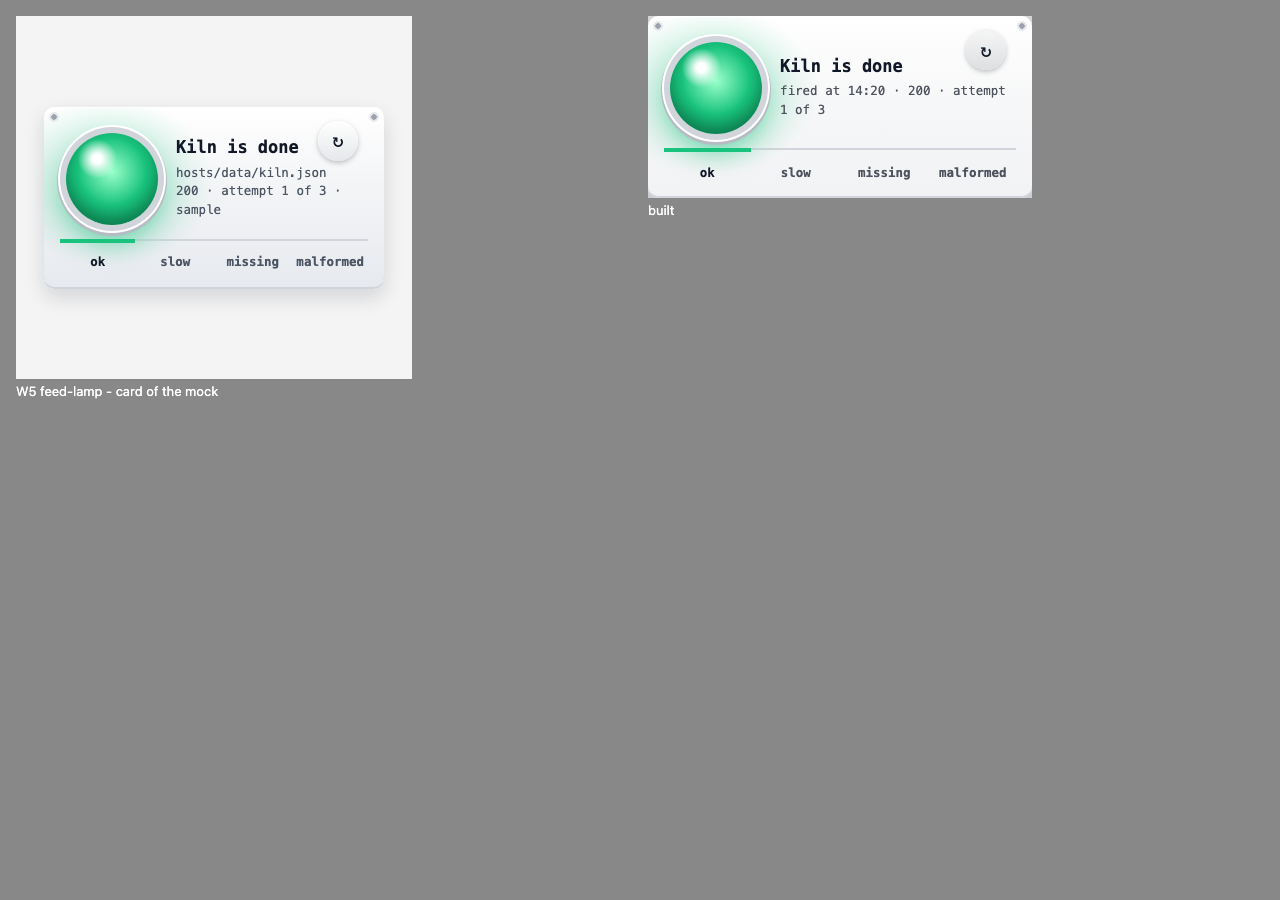 Kiln is done
↻
hosts/data/kiln.json
200 · attempt 1 of 3 ·
sample
ok
slow
missing
malformed
W5 feed-lamp - card of the mock
Kiln is done
↻
fired at 14:20 · 200 · attempt
1 of 3
ok
slow
missing
malformed
built